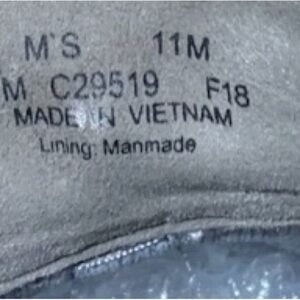 M'S 11M
M C29519 F18
MADE IN VIETNAM
Lining: Manmade